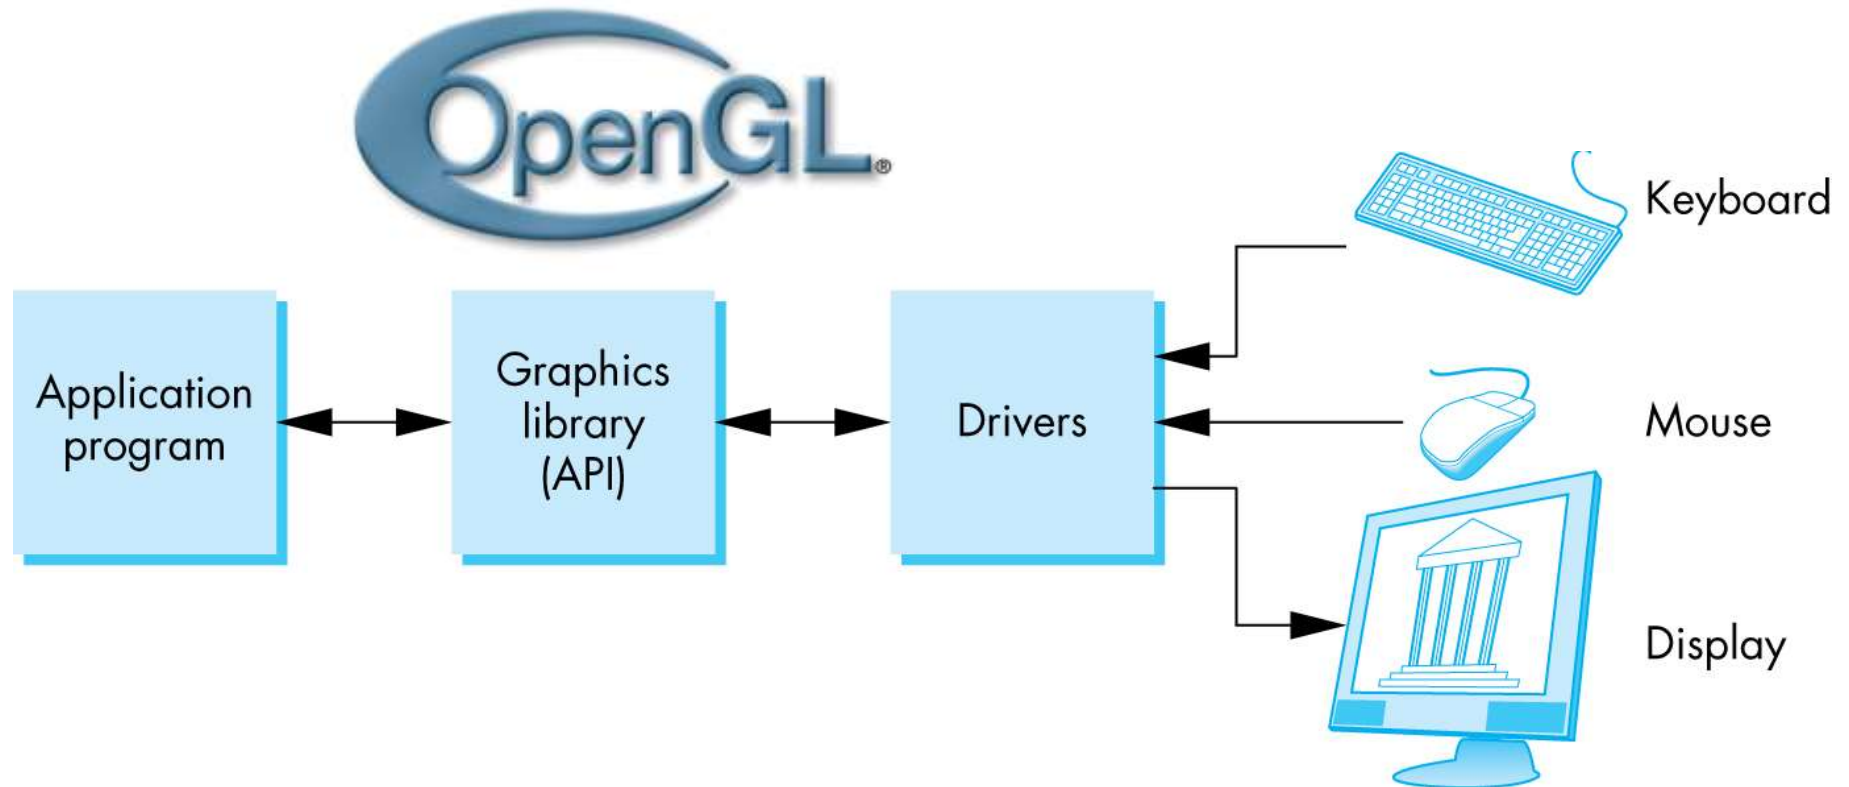 OpenGL®
Keyboard
Application
program
Graphics
library
(API)
Drivers
Mouse
Display